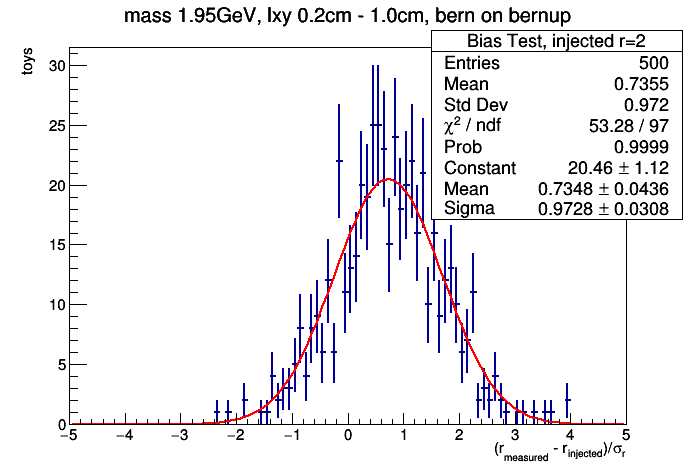 mass 1.95GeV, lxy 0.2cm - 1.0cm, bern on bernup
toys
Bias Test, injected r=2
Entries 500
Mean 0.7355
Std Dev 0.972
χ² / ndf 53.28 / 97
Prob 0.9999
Constant 20.46 ± 1.12
Mean 0.7348 ± 0.0436
Sigma 0.9728 ± 0.0308
30
25
20
15
10
5
0
−5 −4 −3 −2 −1 0 1 2 3 4 5
(r_measured - r_injected)/σ_r